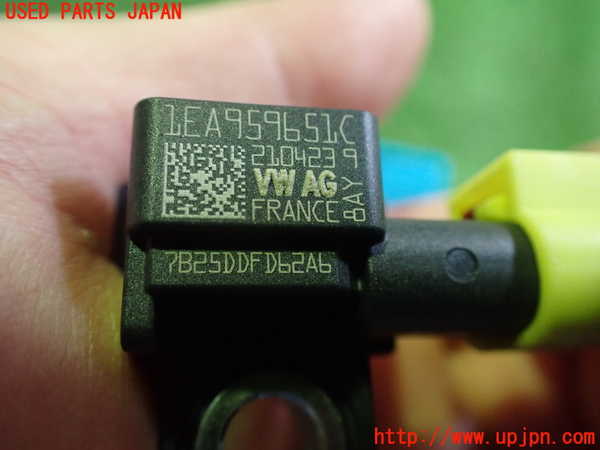 USED PARTS JAPAN
1EA959651C
2104239
VW AG
FRANCE
BAY
7B25DDFD62A6
http://www.upjpn.com/